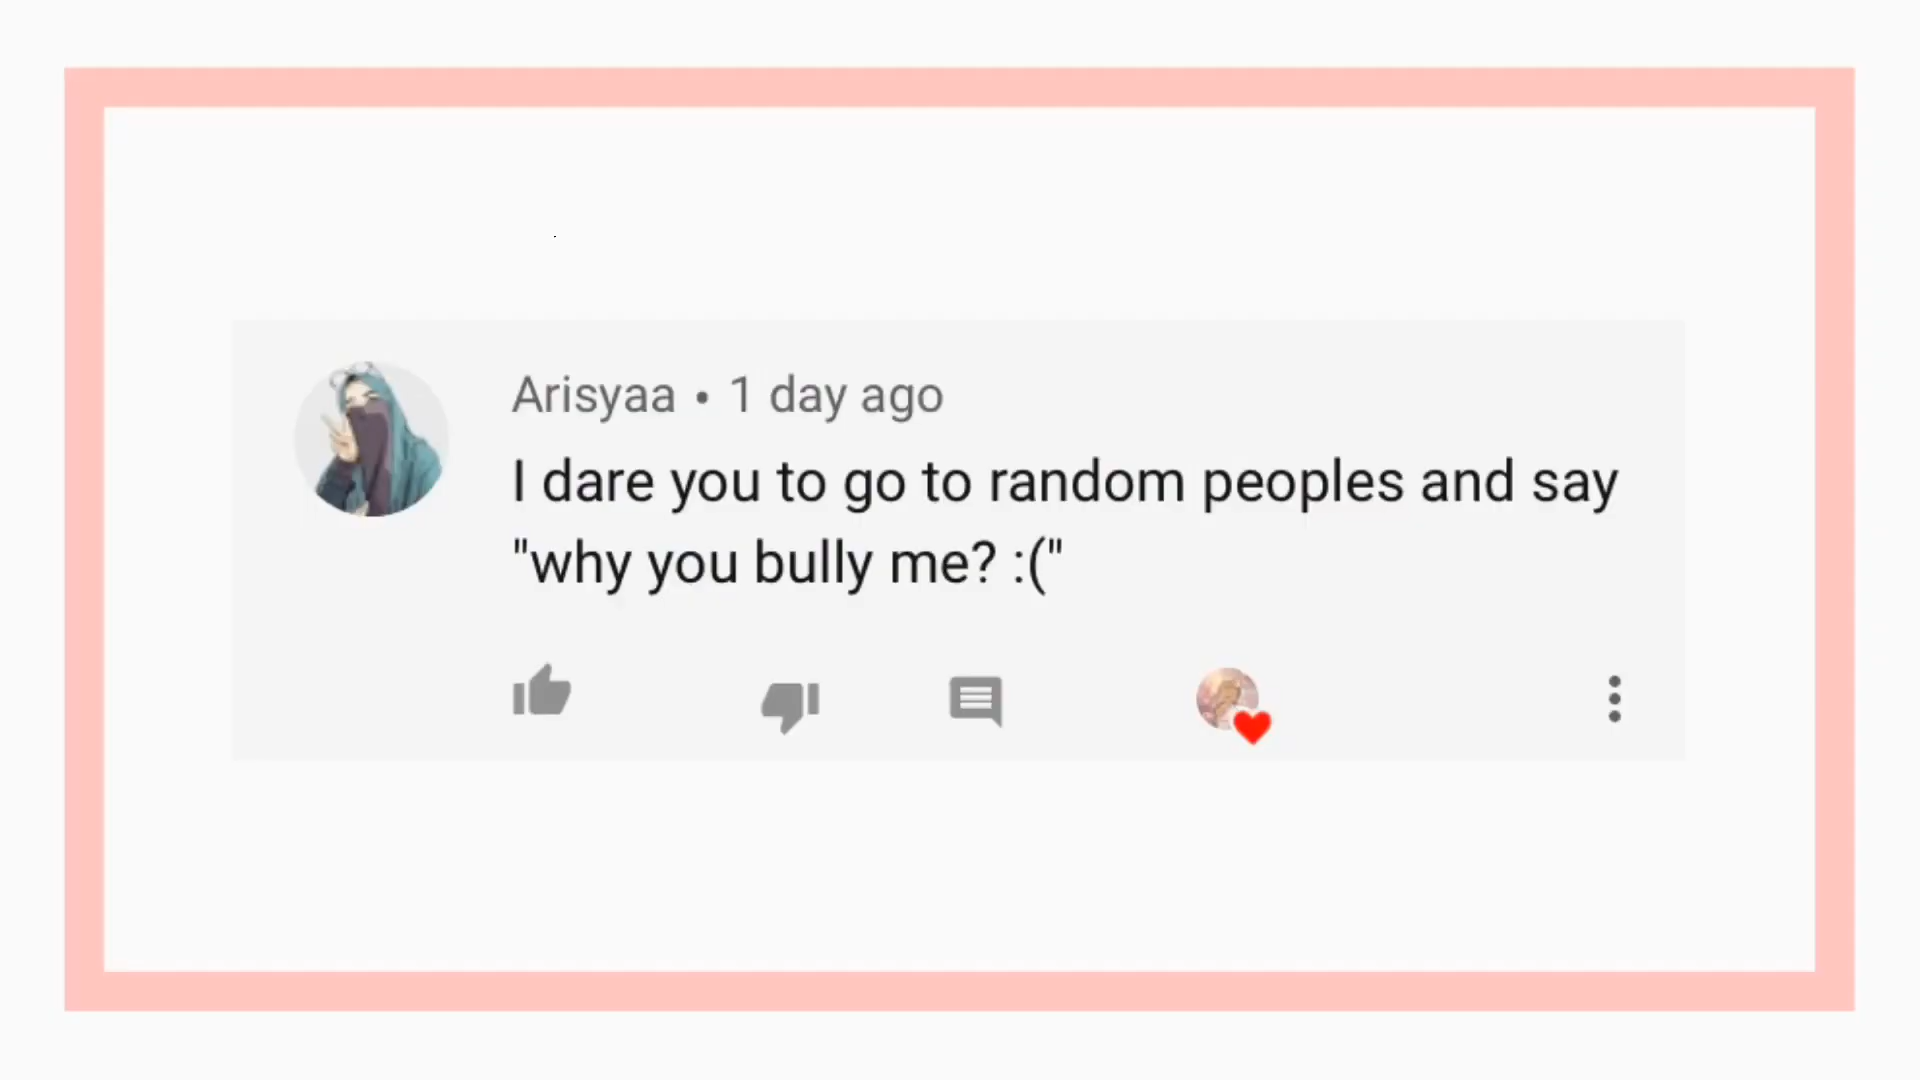 Arisyaa • 1 day ago
I dare you to go to random peoples and say
"why you bully me? :("